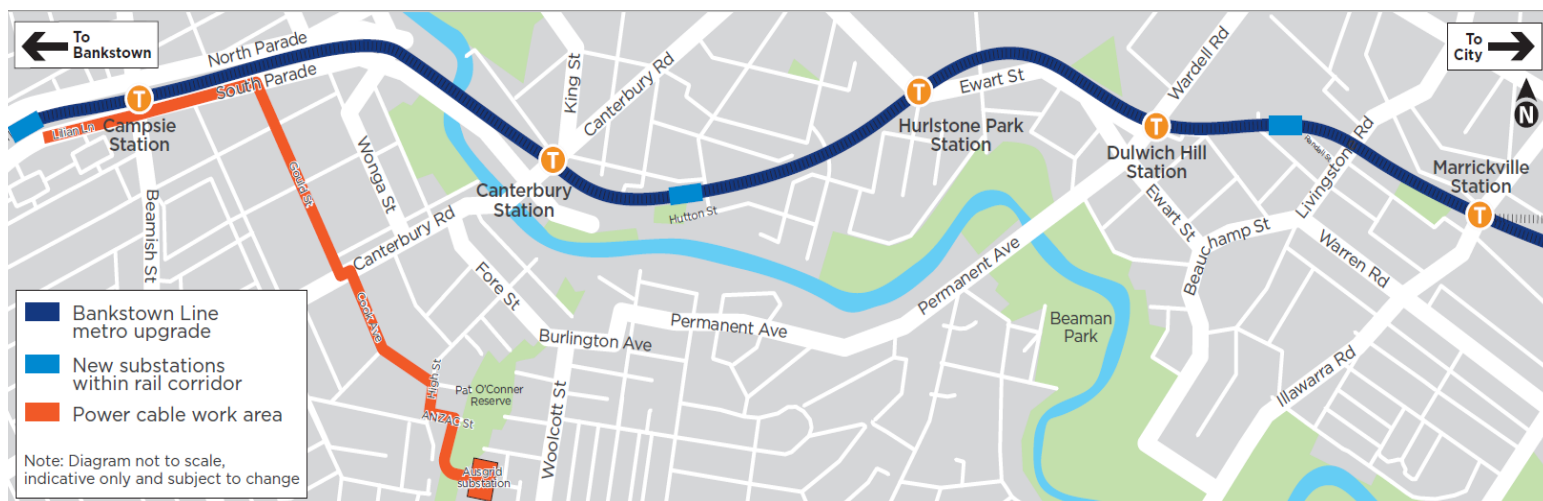 To
Bankstown
North Parade
South Parade
Lilian Ln
T
Campsie
Station
Beamish St
Gould St
Wonga St
Canterbury Rd
Cook Ave
High St
ANZAC St
Ausgrid
substation
Pat O'Conner
Reserve
Fore St
Burlington Ave
Woolcott St
King St
Canterbury Rd
T
Canterbury
Station
Hutton St
Permanent Ave
Permanent Ave
T
Hurlstone Park
Station
Ewart St
Wardell Rd
T
Dulwich Hill
Station
Ewart St
Beaman
Park
Beauchamp St
Randall St
Livingstone Rd
Warren Rd
Illawarra Rd
T
Marrickville
Station
To
City
N
Bankstown Line
metro upgrade
New substations
within rail corridor
Power cable work area
Note: Diagram not to scale,
indicative only and subject to change